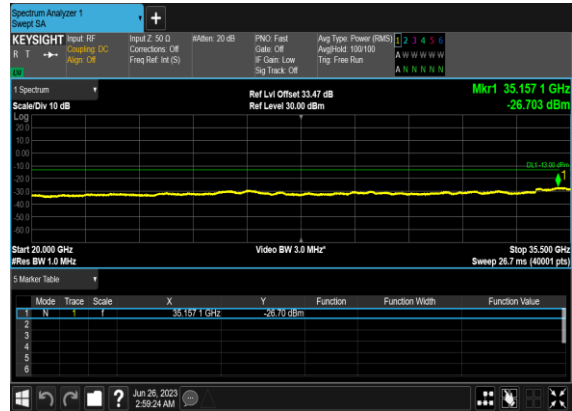 Spectrum Analyzer 1
Swept SA
+
KEYSIGHT Input: RF Input Z: 50 Ω #Atten: 20 dB PNO: Fast Avg Type: Power (RMS) 1 2 3 4 5 6
R T Coupling: DC Corrections: Off Gate: Off Avg|Hold: 100/100 A W W W W W
Align: Off Freq Ref: Int (S) IF Gain: Low Trig: Free Run
LW Sig Track: Off A N N N N N
1 Spectrum Ref Lvl Offset 33.47 dB Mkr1 35.157 1 GHz
Scale/Div 10 dB Ref Level 30.00 dBm -26.703 dBm
Log
20.0
10.0
0.00
-10.0 DL1 -13.00 dBm
-20.0 1
-30.0
-40.0
-50.0
-60.0
Start 20.000 GHz Video BW 3.0 MHz* Stop 35.500 GHz
#Res BW 1.0 MHz Sweep 26.7 ms (40001 pts)
5 Marker Table
Mode Trace Scale X Y Function Function Width Function Value
1 N 1 f 35.157 1 GHz -26.70 dBm
2
3
4
5
6
? Jun 26, 2023
2:59:24 AM